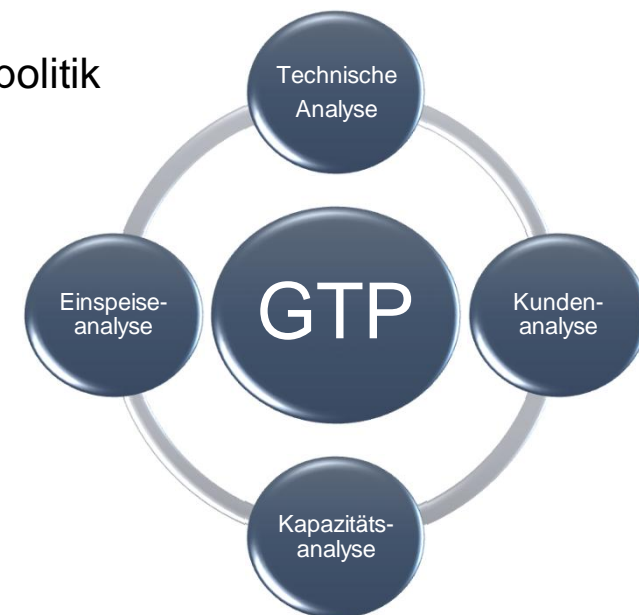 politik
Technische
Analyse
Einspeise-
analyse
GTP
Kunden-
analyse
Kapazitäts-
analyse